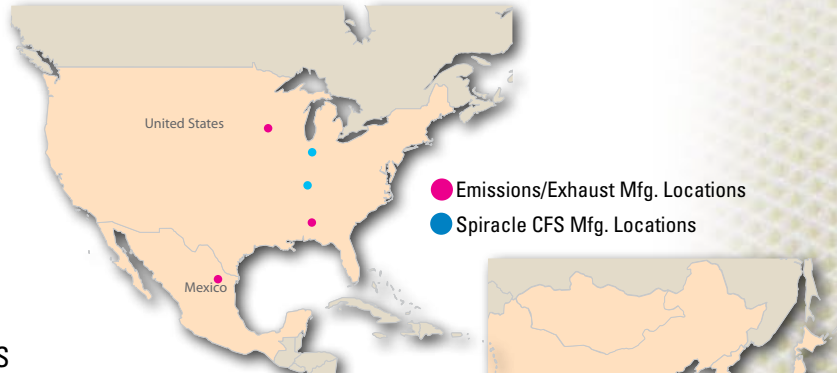 United States
Emissions/Exhaust Mfg. Locations
Spiracle CFS Mfg. Locations
Mexico
S